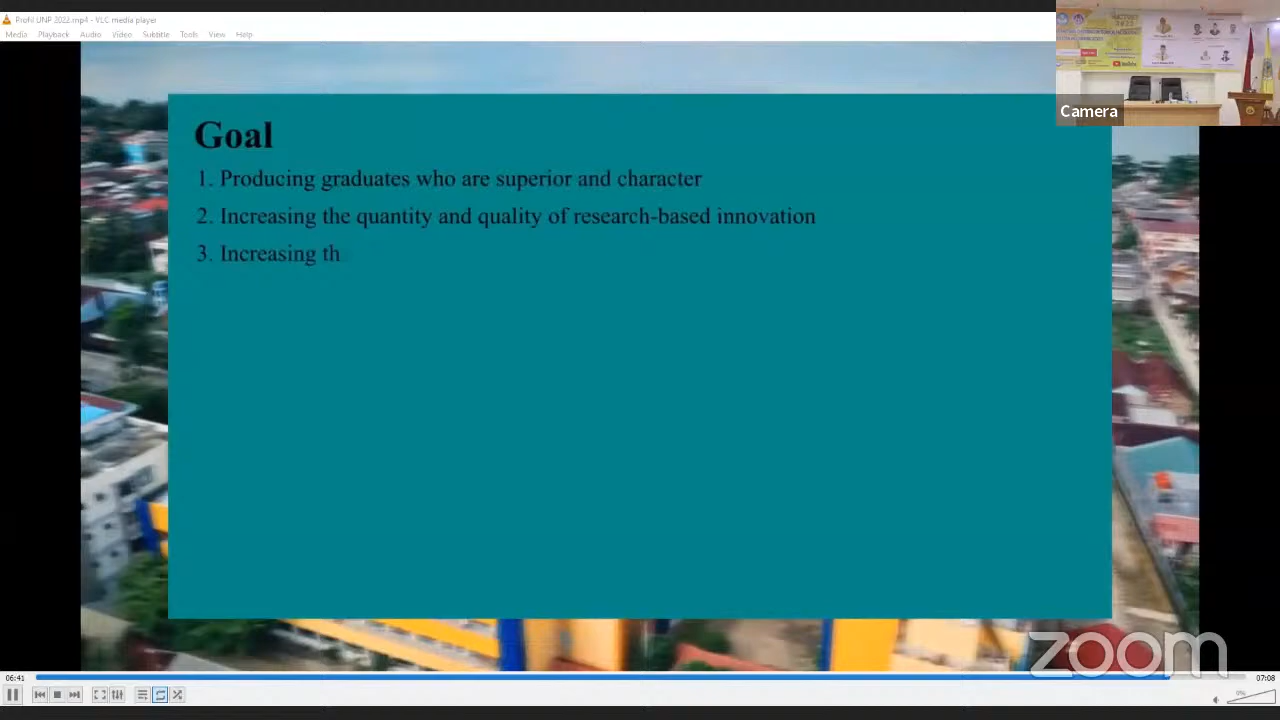 Profil UNP 2022.mp4 - VLC media player
Media Playback Audio Video Subtitle Tools View Help
Camera
Goal
1. Producing graduates who are superior and character
2. Increasing the quantity and quality of research-based innovation
3. Increasing th
zoom
06:41
07:08
0%